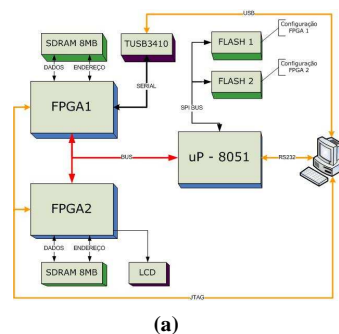 USB
SDRAM 8MB
TUSB3410
FLASH 1
Configuração
FPGA 1
DADOS
ENDEREÇO
SERIAL
FLASH 2
Configuração
FPGA 2
FPGA1
SPI BUS
uP - 8051
BUS
RS232
FPGA2
DADOS
ENDEREÇO
SDRAM 8MB
LCD
JTAG
(a)